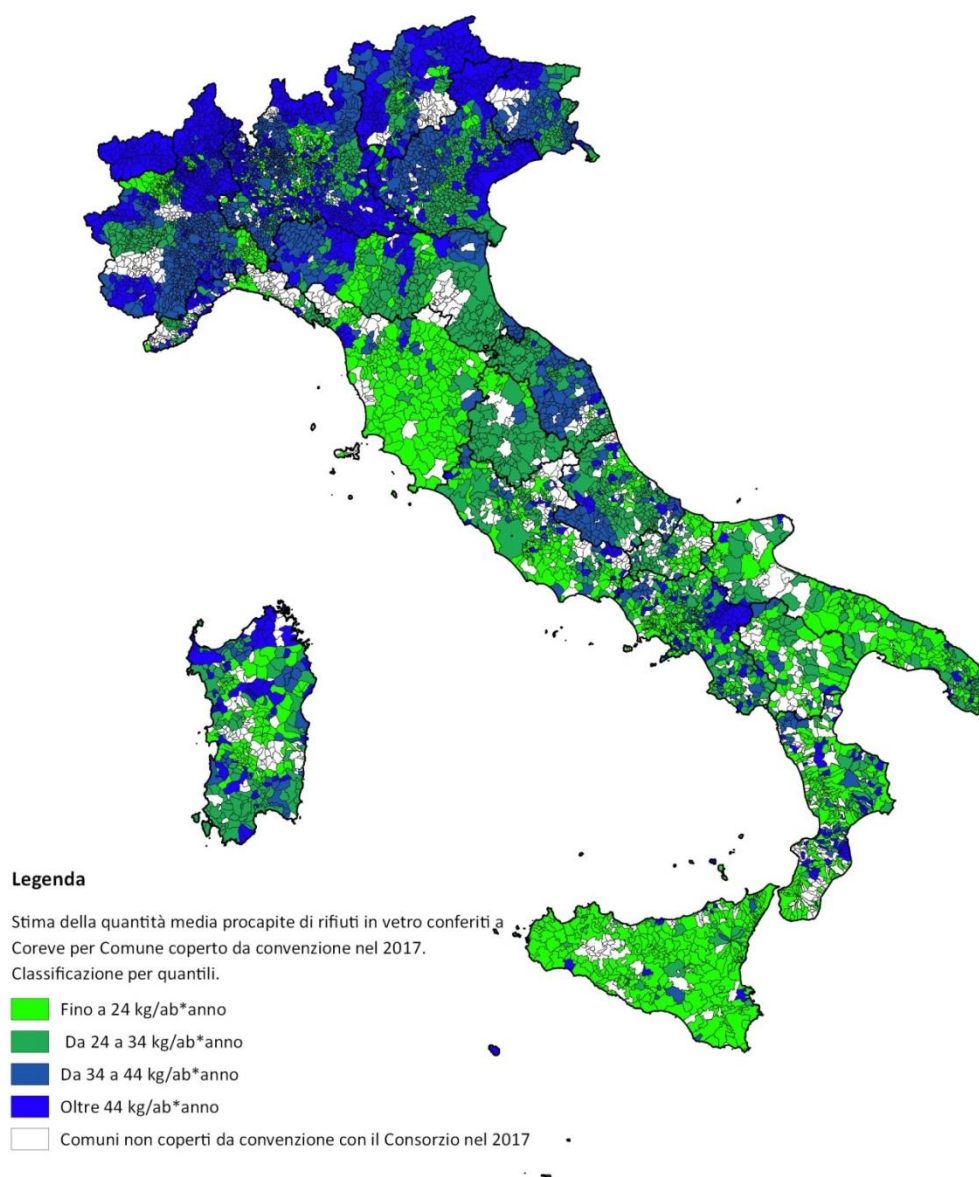 Legenda
Stima della quantità media procapite di rifiuti in vetro conferiti a
Coreve per Comune coperto da convenzione nel 2017.
Classificazione per quantili.
Fino a 24 kg/ab*anno
Da 24 a 34 kg/ab*anno
Da 34 a 44 kg/ab*anno
Oltre 44 kg/ab*anno
Comuni non coperti da convenzione con il Consorzio nel 2017